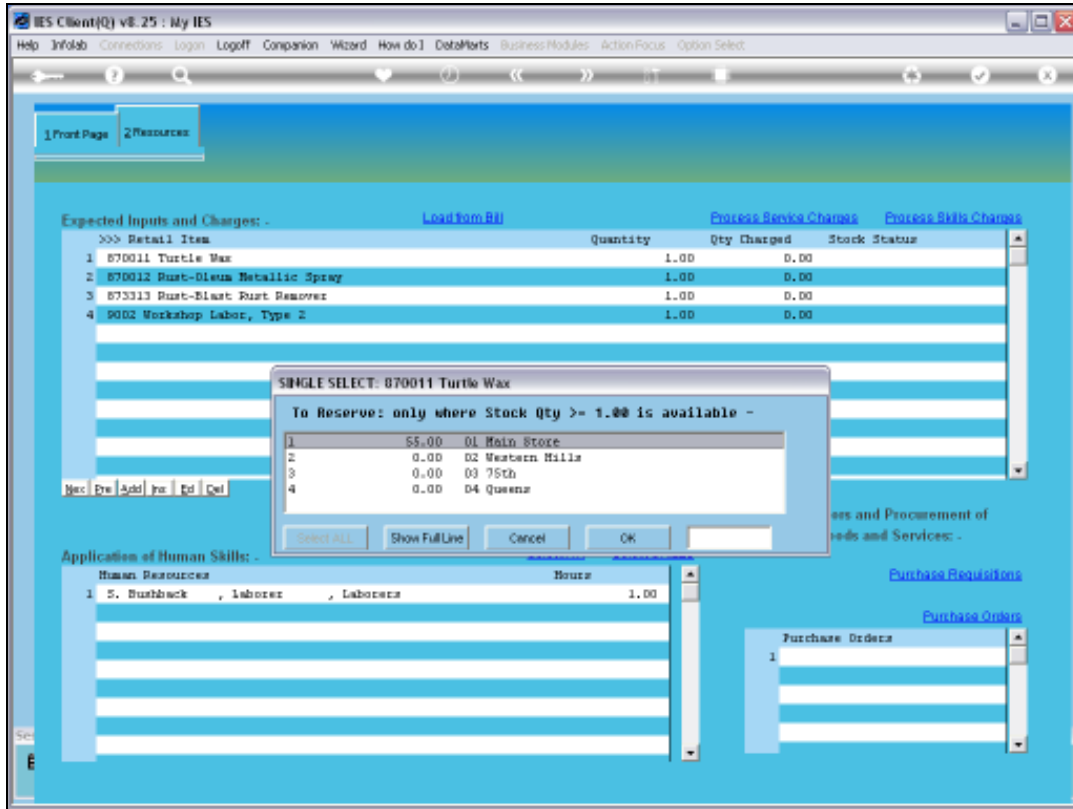 IES Client(Q) v8.25 : My IES
Help Infolab Connections Logon Logoff Companion Wizard How do I DataMarts Business Modules Action Focus Option Select
1 Front Page 2 Resources
Expected Inputs and Charges: - Load from Bill Process Service Charges Process Skills Charges
>>> Retail Item Quantity Qty Charged Stock Status
1 870011 Turtle Wax 1.00 0.00
2 870012 Rust-Oleum Metallic Spray 1.00 0.00
3 873313 Rust-Blast Rust Remover 1.00 0.00
4 9002 Workshop Labor, Type 2 1.00 0.00
SINGLE SELECT: 870011 Turtle Wax
To Reserve: only where Stock Qty >= 1.00 is available -
1 55.00 01 Main Store
2 0.00 02 Western Hills
3 0.00 03 75th
4 0.00 04 Queens
Select ALL Show Full Line Cancel OK
Nex Pre Add Ins Ed Del
ors and Procurement of
oods and Services: -
Application of Human Skills: -
Human Resources Hours
1 S. Bushback , laborer , Laborers 1.00
Purchase Requisitions
Purchase Orders
Purchase Orders
1